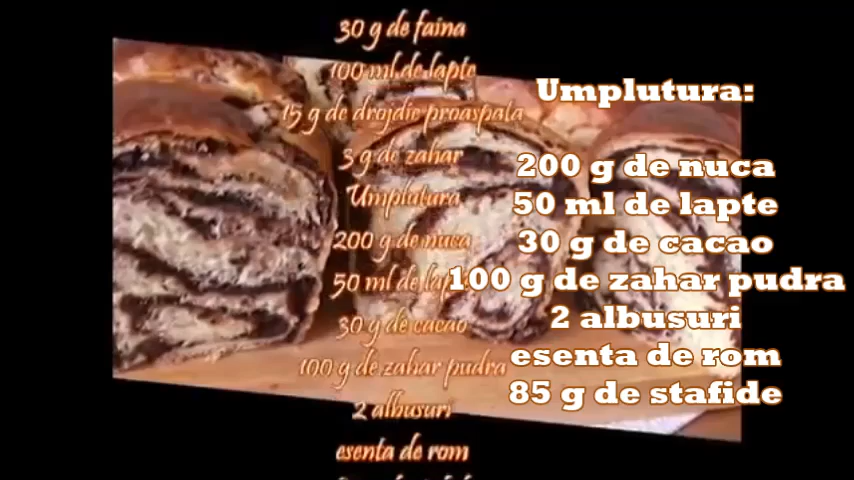 30 g de faina
100 ml de lapte
15 g de drojdie proaspata
3 g de zahar
Umplutura
200 g de nuca
50 ml de
30 g de cacao
100 g de zahar pudra
2 albusuri
esenta de rom
Umplutura:
200 g de nuca
50 ml de lapte
30 g de cacao
100 g de zahar pudra
2 albusuri
esenta de rom
85 g de stafide